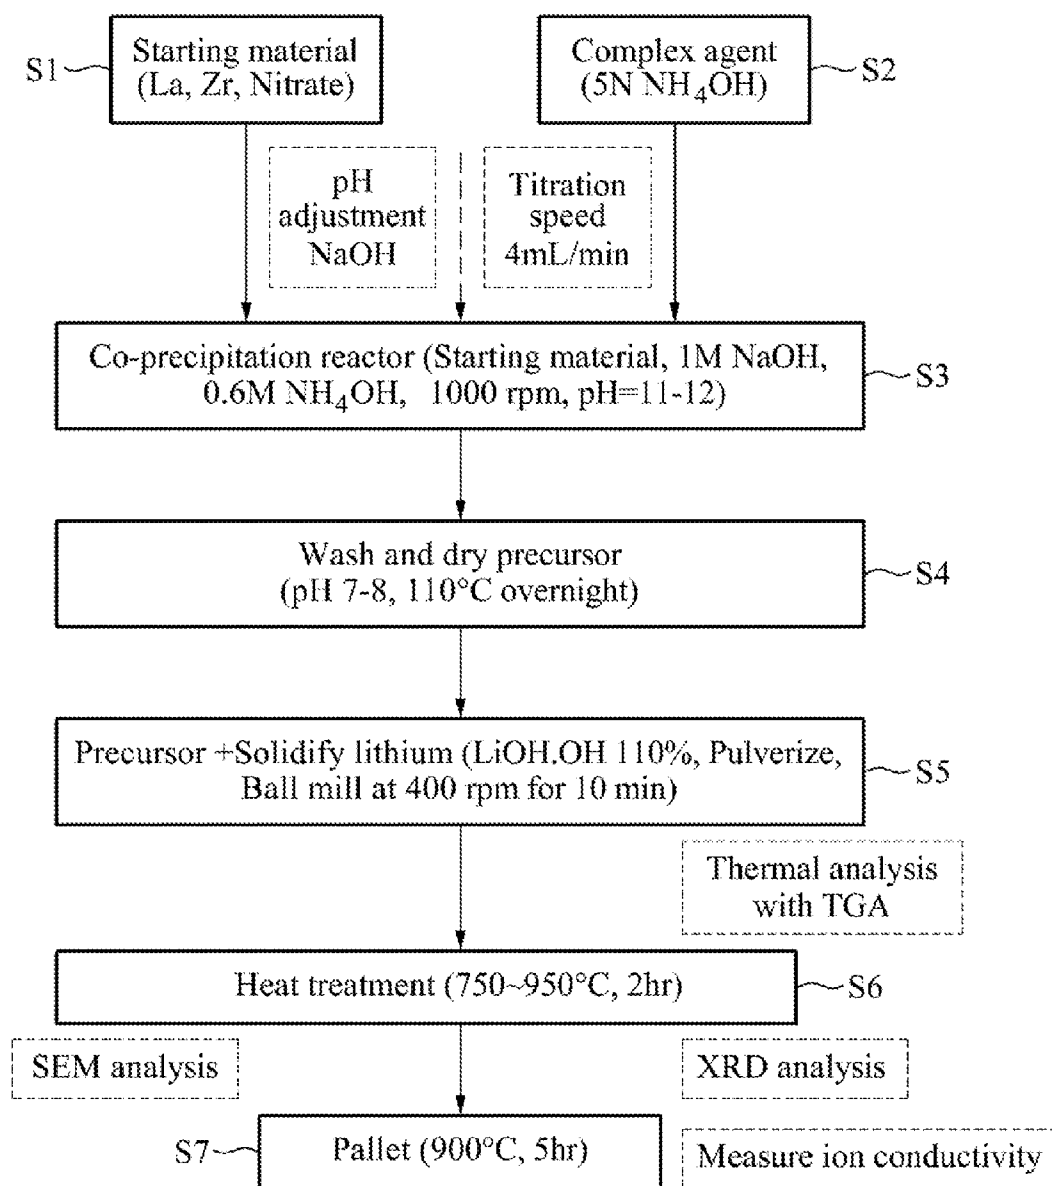 S1
Starting material
(La, Zr, Nitrate)
Complex agent
(5N NH₄OH)
S2
pH
adjustment
NaOH
Titration
speed
4mL/min
Co-precipitation reactor (Starting material, 1M NaOH,
0.6M NH₄OH, 1000 rpm, pH=11-12)
S3
Wash and dry precursor
(pH 7-8, 110°C overnight)
S4
Precursor +Solidify lithium (LiOH.OH 110%, Pulverize,
Ball mill at 400 rpm for 10 min)
S5
Thermal analysis
with TGA
Heat treatment (750~950°C, 2hr)
S6
SEM analysis
XRD analysis
S7
Pallet (900°C, 5hr)
Measure ion conductivity